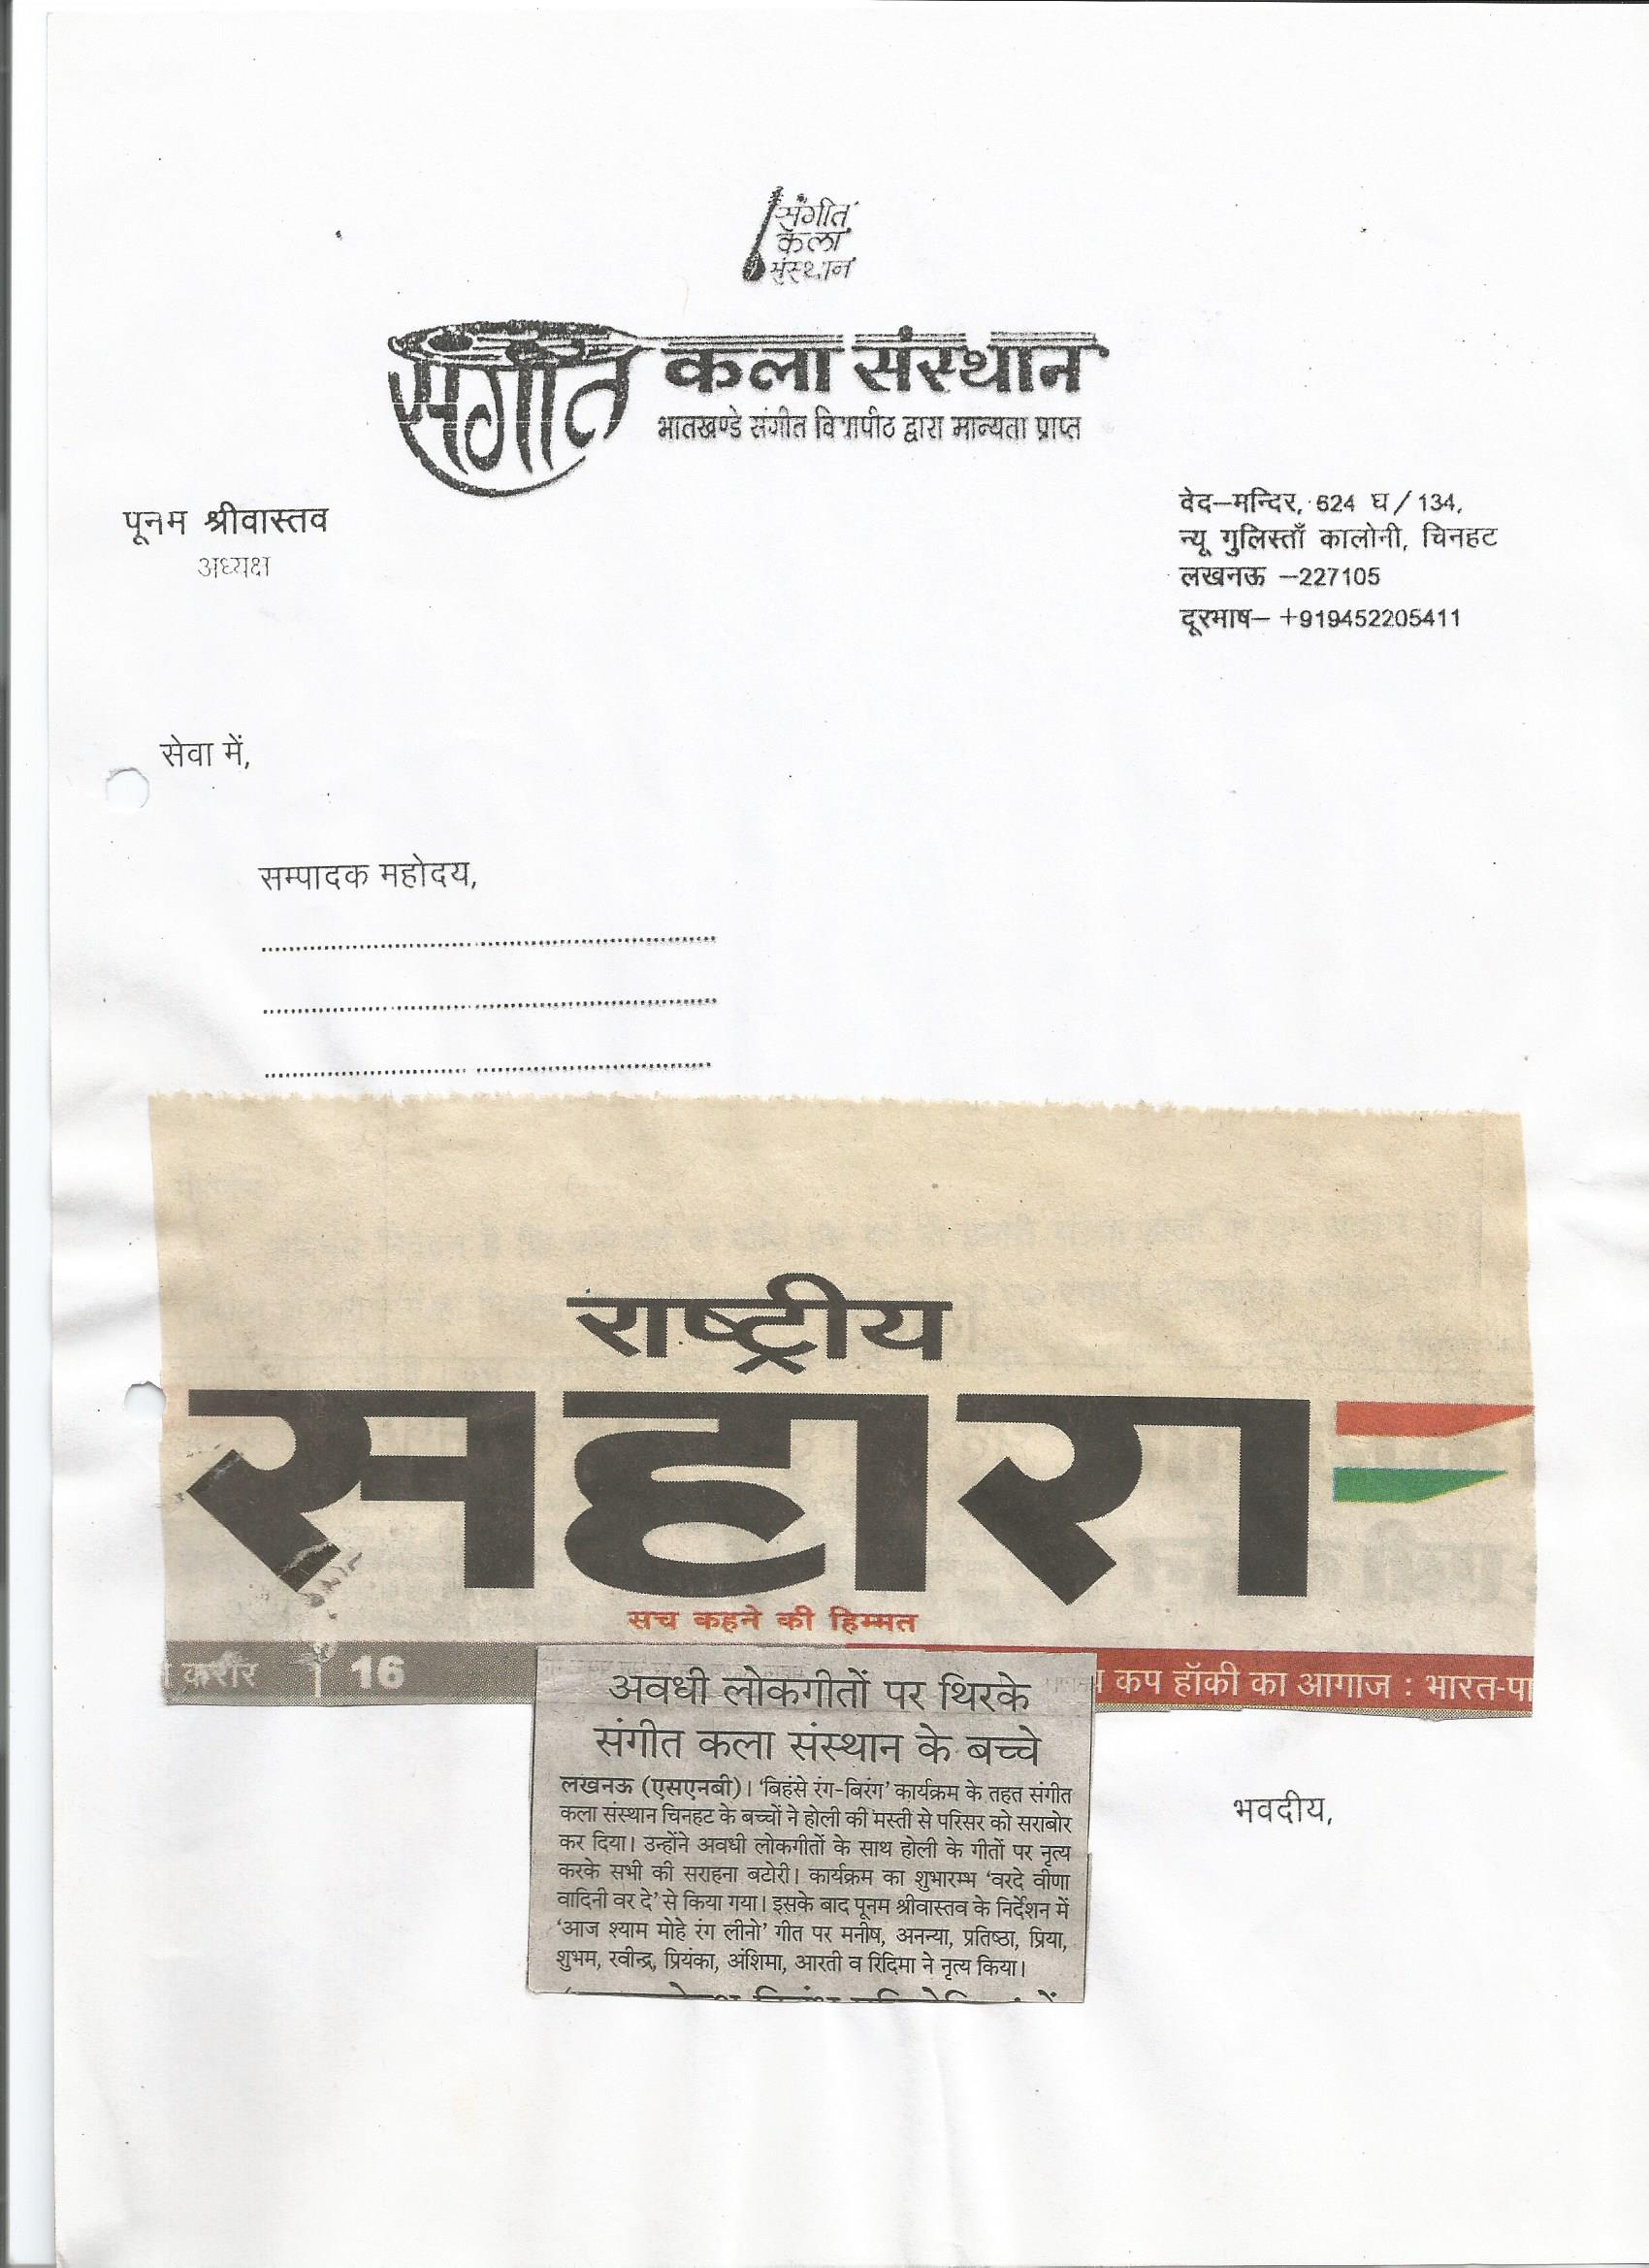 संगीत
कला
संस्थान
संगीत कला संस्थान
भातखण्डे संगीत विद्यापीठ द्वारा मान्यता प्राप्त
पूनम श्रीवास्तव
अध्यक्ष
वेद–मन्दिर, 624 घ / 134,
न्यू गुलिस्ताँ कालोनी, चिनहट
लखनऊ –227105
दूरभाष– +919452205411
सेवा में,
सम्पादक महोदय,
राष्ट्रीय
सहारा
सच कहने की हिम्मत
करीर | 16
कप हॉकी का आगाज : भारत-पा
अवधी लोकगीतों पर थिरके
संगीत कला संस्थान के बच्चे
लखनऊ (एसएनबी)। ‘बिहंसे रंग-बिरंग’ कार्यक्रम के तहत संगीत
कला संस्थान चिनहट के बच्चों ने होली की मस्ती से परिसर को सराबोर
कर दिया। उन्होंने अवधी लोकगीतों के साथ होली के गीतों पर नृत्य
करके सभी की सराहना बटोरी। कार्यक्रम का शुभारम्भ ‘वरदे वीणा
वादिनी वर दे’ से किया गया। इसके बाद पूनम श्रीवास्तव के निर्देशन में
‘आज श्याम मोहे रंग लीनो’ गीत पर मनीष, अनन्या, प्रतिष्ठा, प्रिया,
शुभम, रवीन्द्र, प्रियंका, अंशिमा, आरती व रिदिमा ने नृत्य किया।
भवदीय,